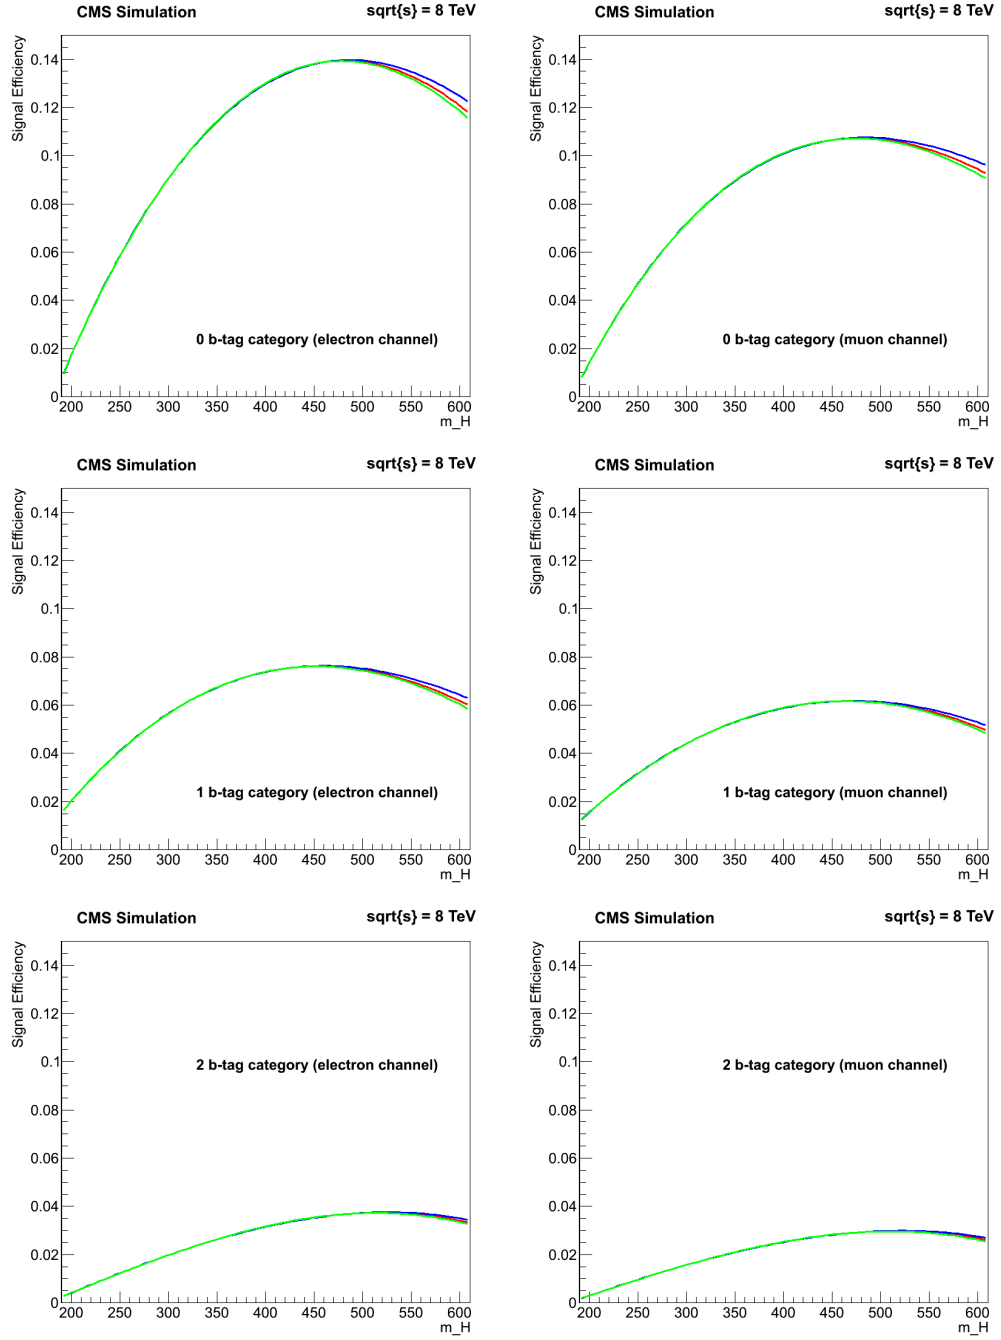 CMS Simulation sqrt{s} = 8 TeV
Signal Efficiency
0.14
0.12
0.1
0.08
0.06
0.04
0.02
0
0 b-tag category (electron channel)
200 250 300 350 400 450 500 550 600
m_H
CMS Simulation sqrt{s} = 8 TeV
Signal Efficiency
0.14
0.12
0.1
0.08
0.06
0.04
0.02
0
0 b-tag category (muon channel)
200 250 300 350 400 450 500 550 600
m_H
CMS Simulation sqrt{s} = 8 TeV
Signal Efficiency
0.14
0.12
0.1
0.08
0.06
0.04
0.02
0
1 b-tag category (electron channel)
200 250 300 350 400 450 500 550 600
m_H
CMS Simulation sqrt{s} = 8 TeV
Signal Efficiency
0.14
0.12
0.1
0.08
0.06
0.04
0.02
0
1 b-tag category (muon channel)
200 250 300 350 400 450 500 550 600
m_H
CMS Simulation sqrt{s} = 8 TeV
Signal Efficiency
0.14
0.12
0.1
0.08
0.06
0.04
0.02
0
2 b-tag category (electron channel)
200 250 300 350 400 450 500 550 600
m_H
CMS Simulation sqrt{s} = 8 TeV
Signal Efficiency
0.14
0.12
0.1
0.08
0.06
0.04
0.02
0
2 b-tag category (muon channel)
200 250 300 350 400 450 500 550 600
m_H